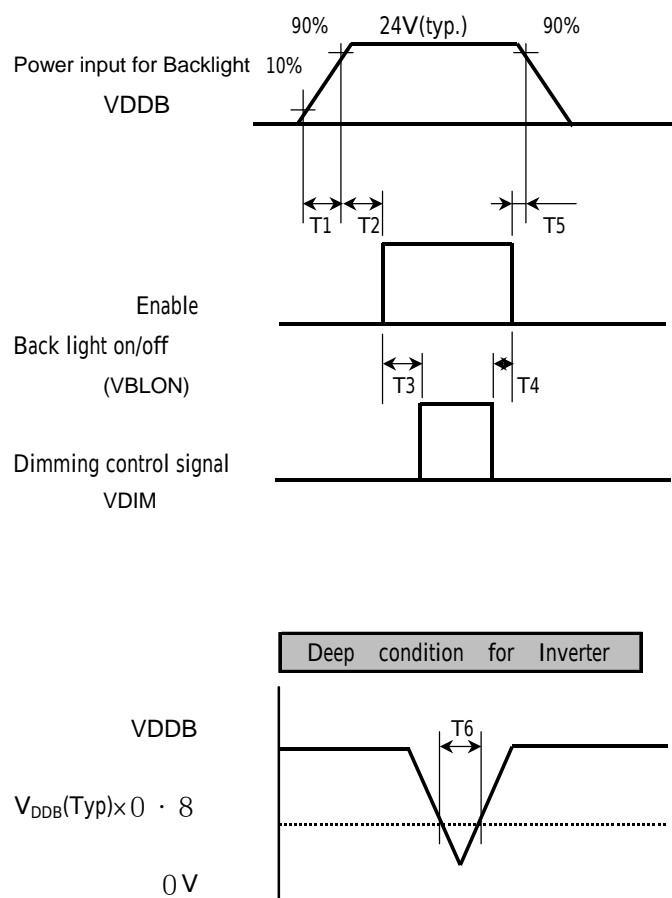 90% 24V(typ.) 90%
Power input for Backlight 10%
VDDB
T1 T2 T5
Enable
Back light on/off
(VBLON)
T3 T4
Dimming control signal
VDIM
Deep condition for Inverter
VDDB
T6
VDDB(Typ)×0・8
0V